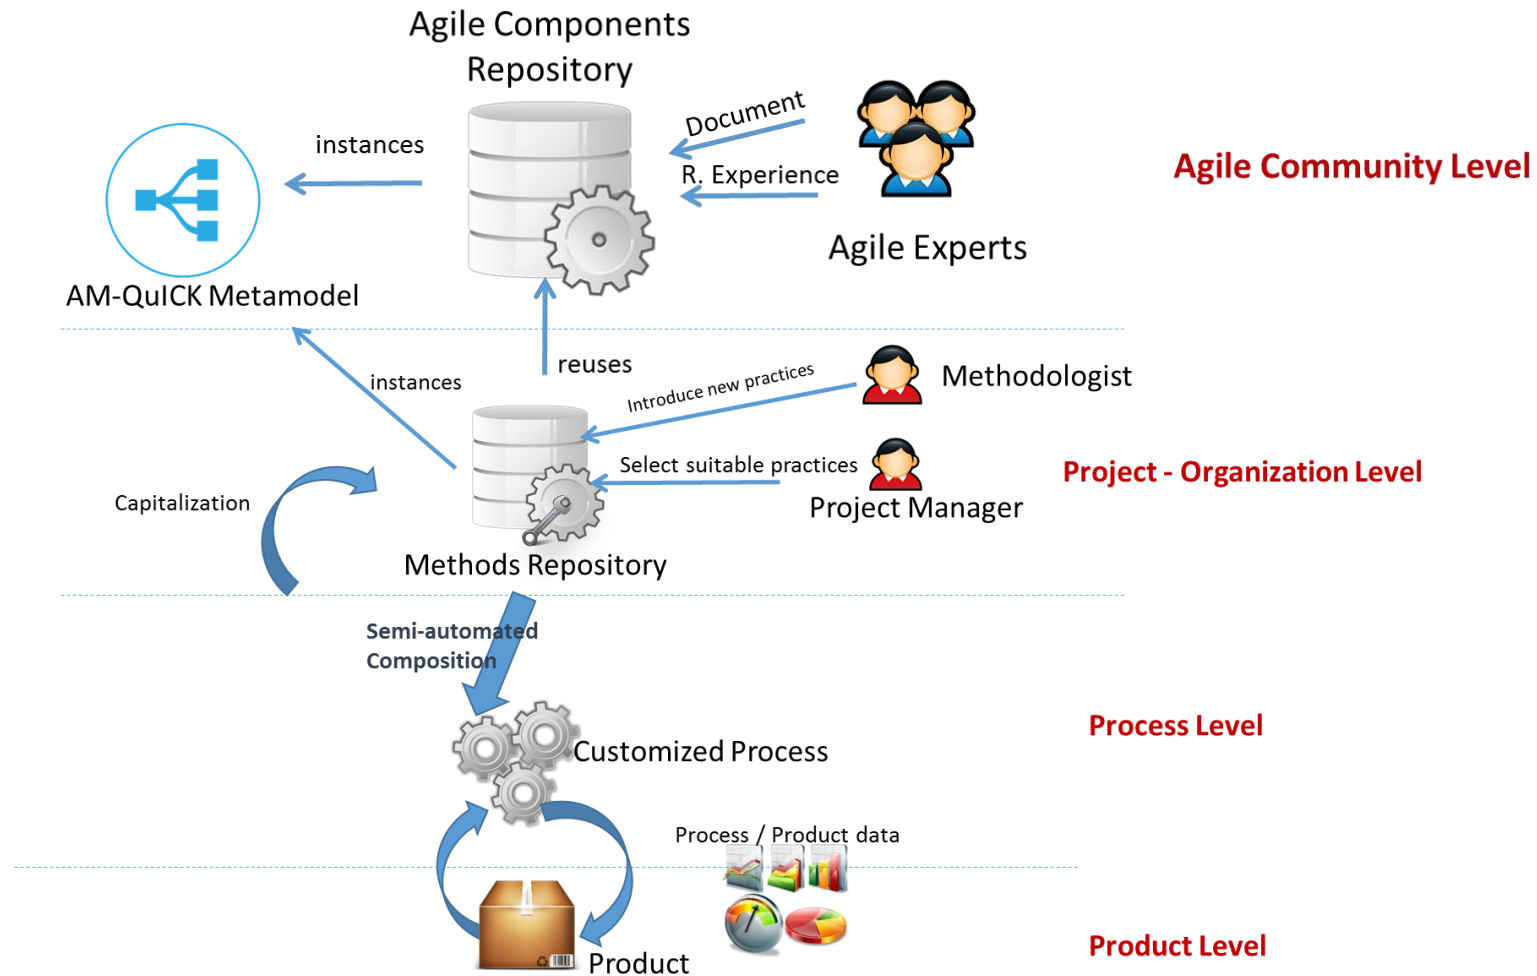 Agile Components
Repository
Document
instances
R. Experience
Agile Community Level
Agile Experts
AM-QuICK Metamodel
reuses
instances
Introduce new practices
Methodologist
Select suitable practices
Project - Organization Level
Capitalization
Project Manager
Methods Repository
Semi-automated
Composition
Process Level
Customized Process
Process / Product data
Product Level
Product